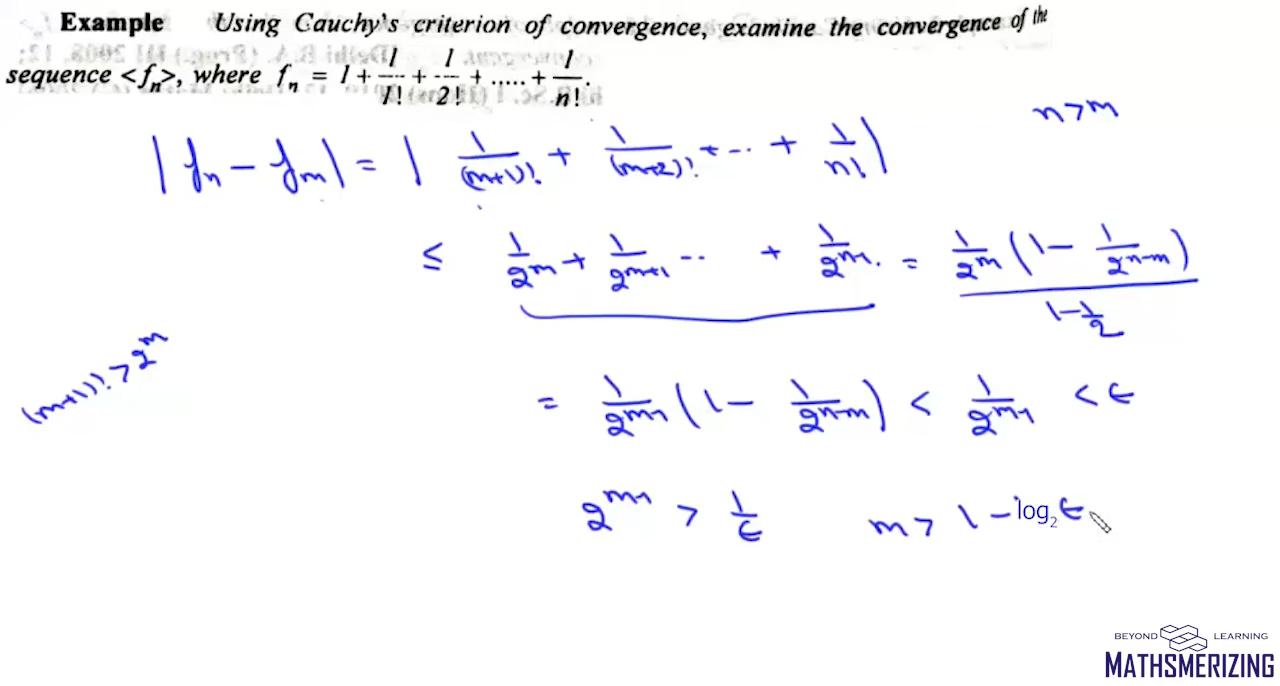 Example Using Cauchy's criterion of convergence, examine the convergence of the
sequence <fₙ>, where fₙ = 1 + 1/1! + 1/2! + ..... + 1/n!.
n > m
|fₙ − fₘ| = | 1/(m+1)! + 1/(m+2)! + ... + 1/n! |
≤ 1/2^m + 1/2^(m+1) .. + 1/2^(n-1) . = 1/2^m (1 − 1/2^(n−m)) / (1 − 1/2)
(m+1)! > 2^m
= 1/2^(m-1) (1 − 1/2^(n−m)) < 1/2^(m-1) < ε
2^(m-1) > 1/ε m > 1 − log₂ ε
BEYOND LEARNING
MATHSMERIZING